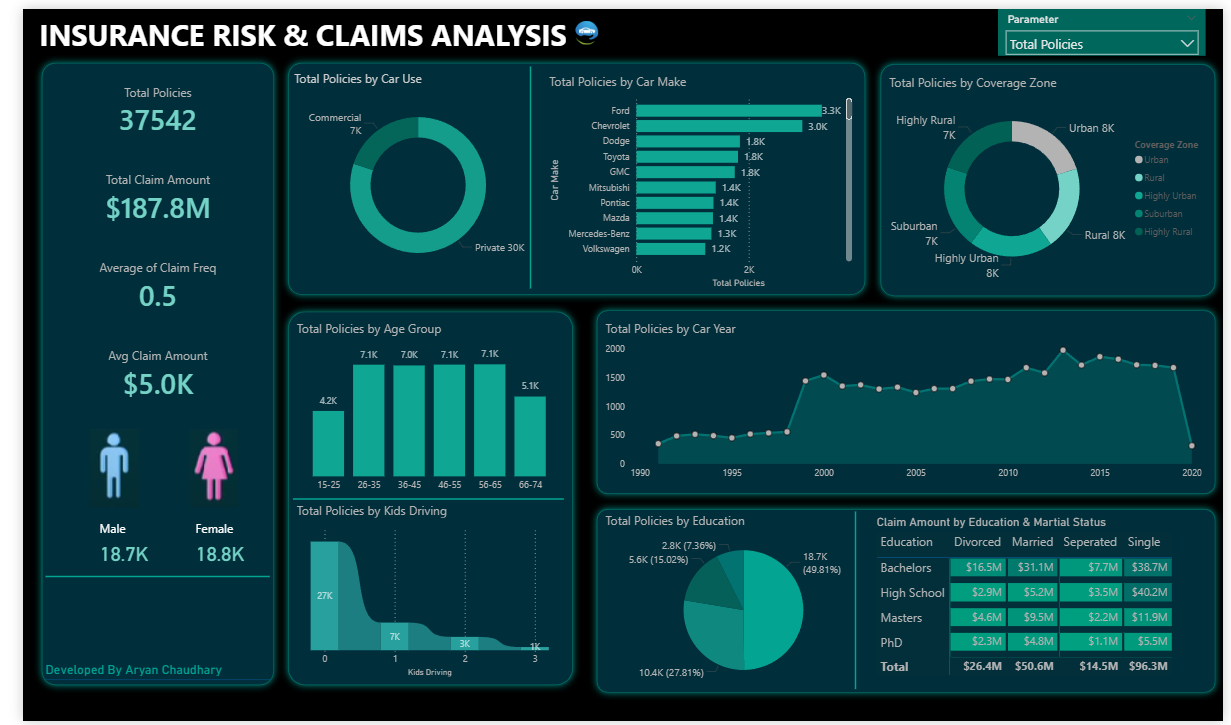 INSURANCE RISK & CLAIMS ANALYSIS
Parameter
Total Policies
Total Policies
37542
Total Claim Amount
$187.8M
Average of Claim Freq
0.5
Avg Claim Amount
$5.0K
Male
Female
18.7K
18.8K
Developed By Aryan Chaudhary
Total Policies by Car Use
Commercial
7K
Private 30K
Total Policies by Car Make
Car Make
Ford
3.3K
Chevrolet
3.0K
Dodge
1.8K
Toyota
1.8K
GMC
1.8K
Mitsubishi
1.4K
Pontiac
1.4K
Mazda
1.4K
Mercedes-Benz
1.3K
Volkswagen
1.2K
0K
2K
Total Policies
Total Policies by Coverage Zone
Highly Rural
7K
Urban 8K
Suburban
7K
Rural 8K
Highly Urban
8K
Coverage Zone
Urban
Rural
Highly Urban
Suburban
Highly Rural
Total Policies by Age Group
4.2K
7.1K
7.0K
7.1K
7.1K
5.1K
15-25
26-35
36-45
46-55
56-65
66-74
Total Policies by Kids Driving
27K
7K
3K
1K
0
1
2
3
Kids Driving
Total Policies by Car Year
2000
1500
1000
500
0
1990
1995
2000
2005
2010
2015
2020
Total Policies by Education
2.8K (7.36%)
5.6K (15.02%)
18.7K
(49.81%)
10.4K (27.81%)
Claim Amount by Education & Martial Status
Education Divorced Married Seperated Single
Bachelors $16.5M $31.1M $7.7M $38.7M
High School $2.9M $5.2M $3.5M $40.2M
Masters $4.6M $9.5M $2.2M $11.9M
PhD $2.3M $4.8M $1.1M $5.5M
Total $26.4M $50.6M $14.5M $96.3M